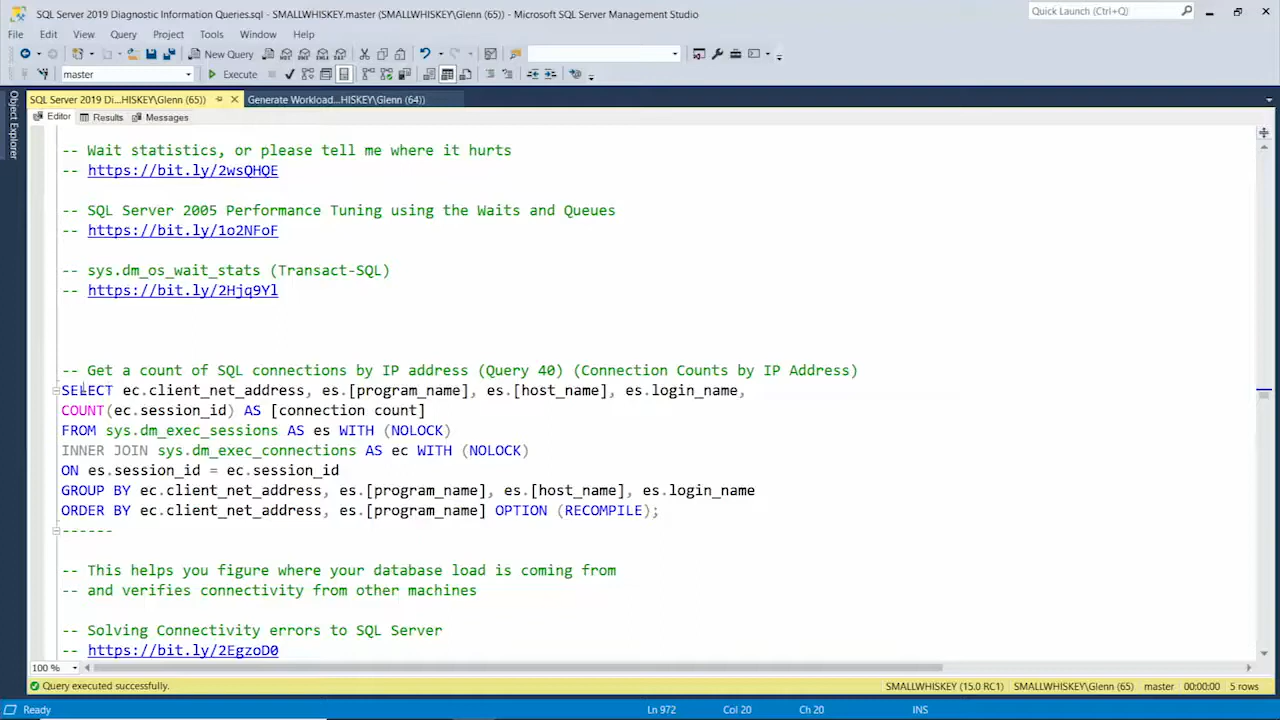 SQL Server 2019 Diagnostic Information Queries.sql - SMALLWHISKEY.master (SMALLWHISKEY\Glenn (65)) - Microsoft SQL Server Management Studio
Quick Launch (Ctrl+Q)
File Edit View Query Project Tools Window Help
New Query
master Execute
SQL Server 2019 Di...HISKEY\Glenn (65)) Generate Workload...HISKEY\Glenn (64))
Object Explorer
Editor Results Messages
-- Wait statistics, or please tell me where it hurts
-- https://bit.ly/2wsQHQE
-- SQL Server 2005 Performance Tuning using the Waits and Queues
-- https://bit.ly/1o2NFoF
-- sys.dm_os_wait_stats (Transact-SQL)
-- https://bit.ly/2Hjq9Yl
-- Get a count of SQL connections by IP address (Query 40) (Connection Counts by IP Address)
SELECT ec.client_net_address, es.[program_name], es.[host_name], es.login_name,
COUNT(ec.session_id) AS [connection count]
FROM sys.dm_exec_sessions AS es WITH (NOLOCK)
INNER JOIN sys.dm_exec_connections AS ec WITH (NOLOCK)
ON es.session_id = ec.session_id
GROUP BY ec.client_net_address, es.[program_name], es.[host_name], es.login_name
ORDER BY ec.client_net_address, es.[program_name] OPTION (RECOMPILE);
------
-- This helps you figure where your database load is coming from
-- and verifies connectivity from other machines
-- Solving Connectivity errors to SQL Server
-- https://bit.ly/2EgzoD0
100 %
Query executed successfully. SMALLWHISKEY (15.0 RC1) SMALLWHISKEY\Glenn (65) master 00:00:00 5 rows
Ready Ln 972 Col 20 Ch 20 INS